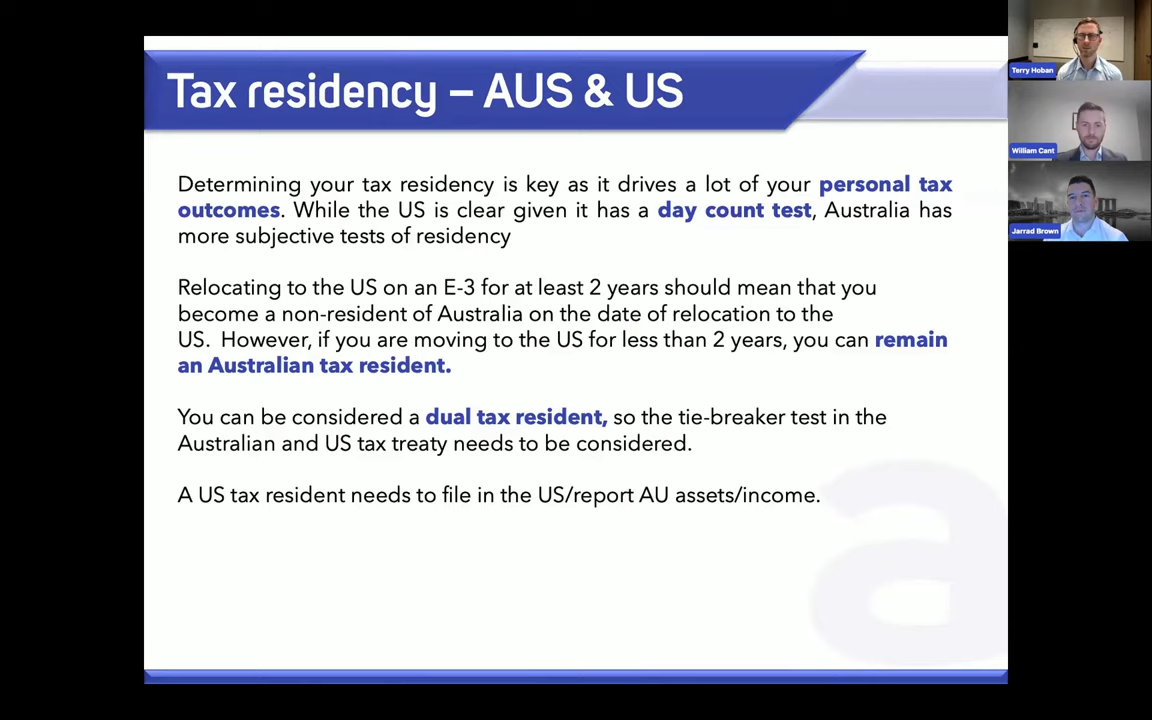 Tax residency – AUS & US
Determining your tax residency is key as it drives a lot of your personal tax
outcomes. While the US is clear given it has a day count test, Australia has
more subjective tests of residency
Relocating to the US on an E-3 for at least 2 years should mean that you
become a non-resident of Australia on the date of relocation to the
US. However, if you are moving to the US for less than 2 years, you can remain
an Australian tax resident.
You can be considered a dual tax resident, so the tie-breaker test in the
Australian and US tax treaty needs to be considered.
A US tax resident needs to file in the US/report AU assets/income.
Terry Hoban
William Cant
Jarrad Brown